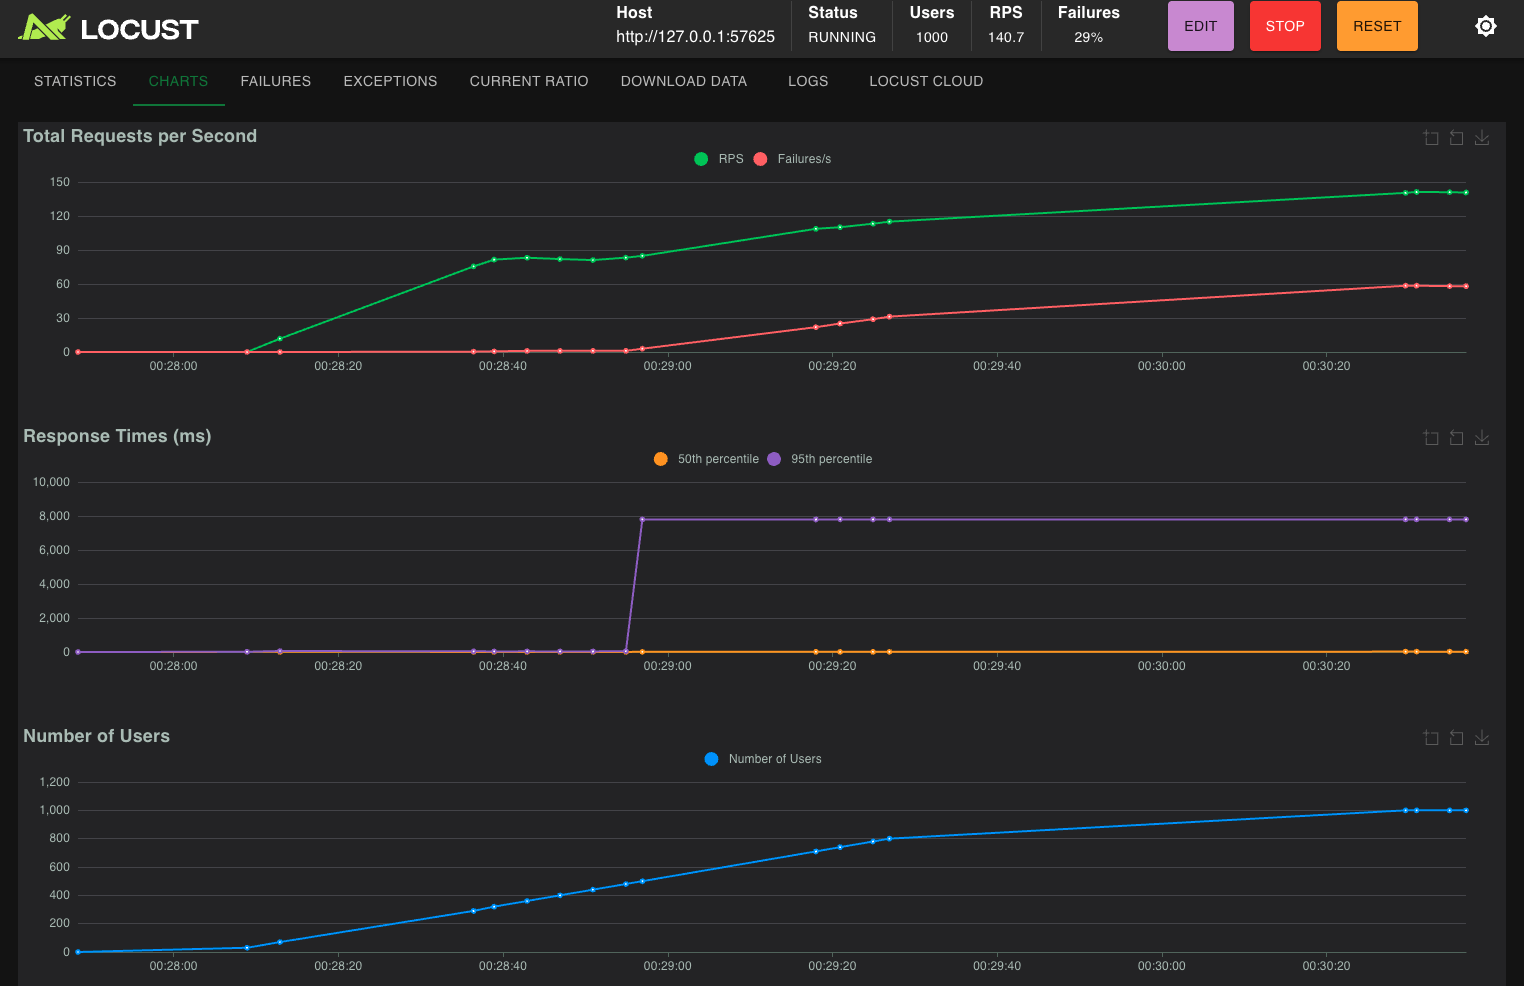 LOCUST
Host
http://127.0.0.1:57625
Status
RUNNING
Users
1000
RPS
140.7
Failures
29%
EDIT
STOP
RESET
STATISTICS CHARTS FAILURES EXCEPTIONS CURRENT RATIO DOWNLOAD DATA LOGS LOCUST CLOUD
Total Requests per Second
RPS Failures/s
150
120
90
60
30
0
00:28:00 00:28:20 00:28:40 00:29:00 00:29:20 00:29:40 00:30:00 00:30:20
Response Times (ms)
50th percentile 95th percentile
10,000
8,000
6,000
4,000
2,000
0
00:28:00 00:28:20 00:28:40 00:29:00 00:29:20 00:29:40 00:30:00 00:30:20
Number of Users
Number of Users
1,200
1,000
800
600
400
200
0
00:28:00 00:28:20 00:28:40 00:29:00 00:29:20 00:29:40 00:30:00 00:30:20